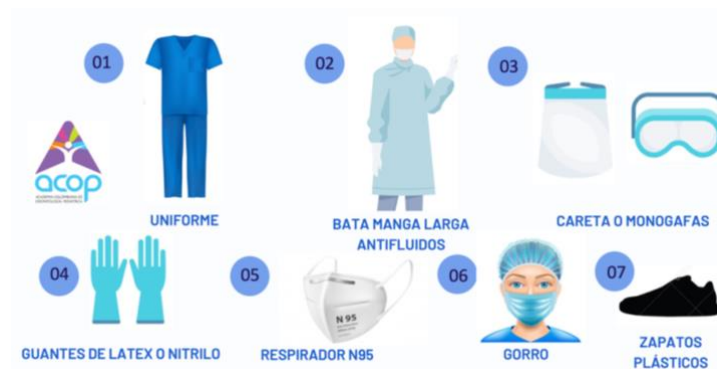 01
UNIFORME
02
BATA MANGA LARGA
ANTIFLUIDOS
03
CARETA O MONOGAFAS
acop
04
GUANTES DE LATEX O NITRILO
05
N 95
RESPIRADOR N95
06
GORRO
07
ZAPATOS
PLÁSTICOS